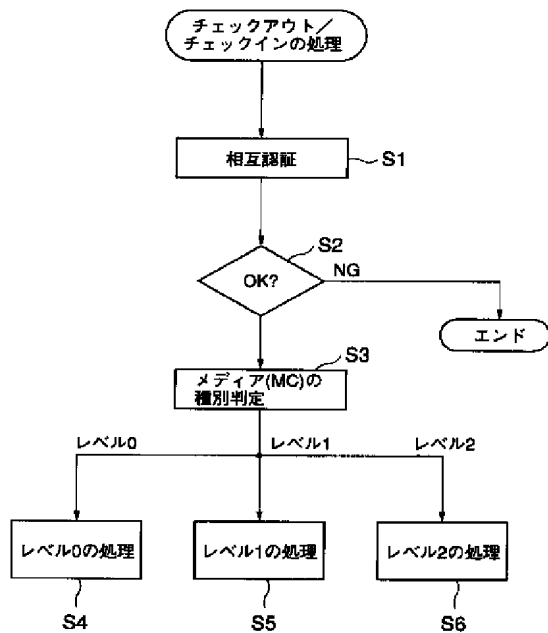 チェックアウト／
チェックインの処理
相互認証
S1
S2
OK?
NG
エンド
S3
メディア(MC)の
種別判定
レベル0
レベル1
レベル2
レベル0の処理
レベル1の処理
レベル2の処理
S4
S5
S6